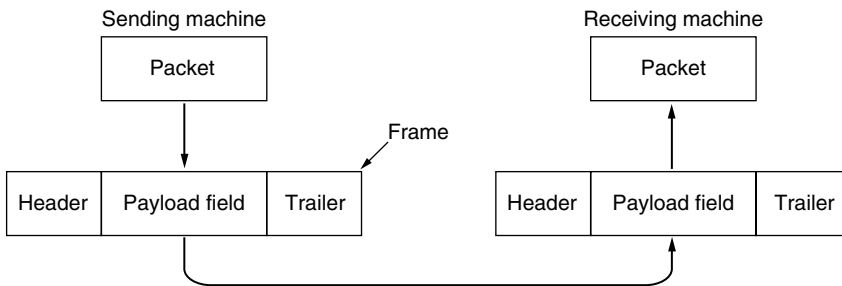 Sending machine
Receiving machine
Packet
Packet
Frame
Header
Payload field
Trailer
Header
Payload field
Trailer